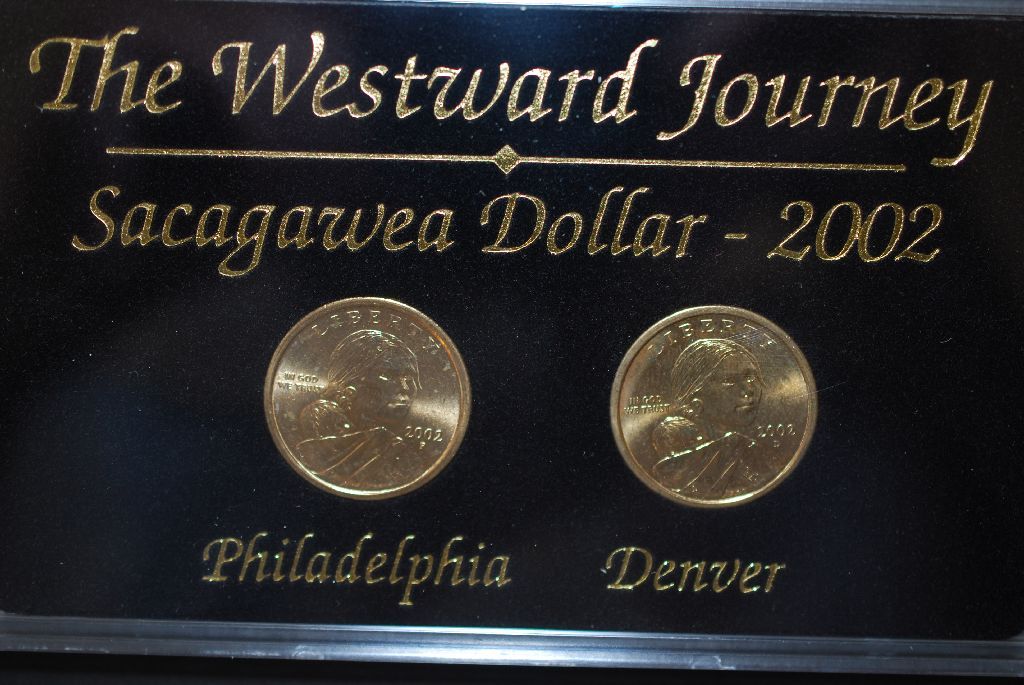 The Westward Journey
Sacagawea Dollar - 2002
LIBERTY
IN GOD
WE TRUST
2002
P
LIBERTY
IN GOD
WE TRUST
2002
D
Philadelphia
Denver